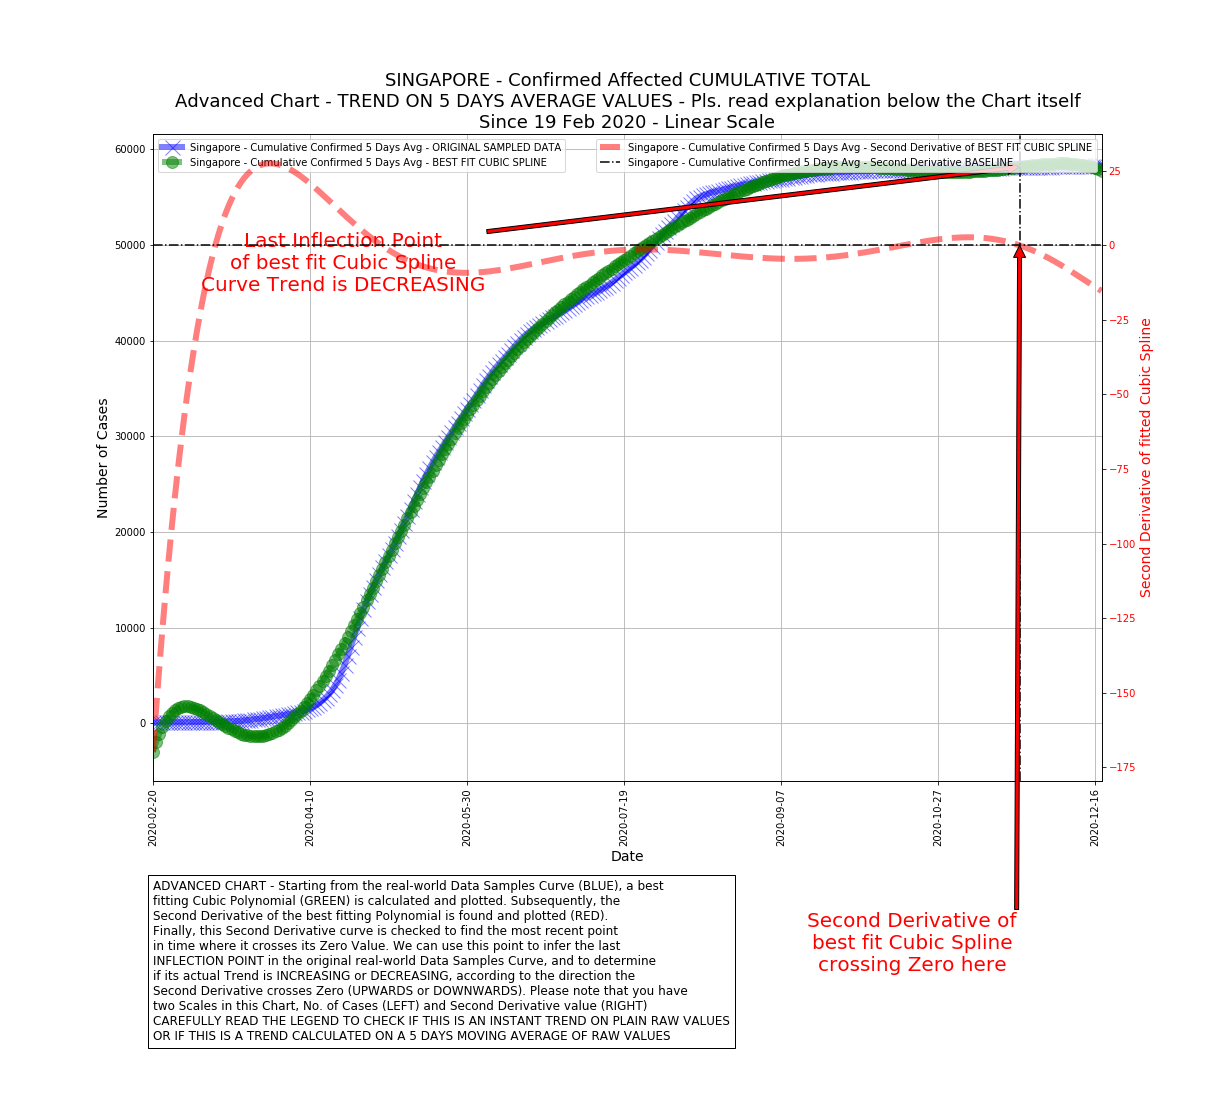 SINGAPORE - Confirmed Affected CUMULATIVE TOTAL
Advanced Chart - TREND ON 5 DAYS AVERAGE VALUES - Pls. read explanation below the Chart itself
Since 19 Feb 2020 - Linear Scale
Singapore - Cumulative Confirmed 5 Days Avg - ORIGINAL SAMPLED DATA
Singapore - Cumulative Confirmed 5 Days Avg - BEST FIT CUBIC SPLINE
Singapore - Cumulative Confirmed 5 Days Avg - Second Derivative of BEST FIT CUBIC SPLINE
Singapore - Cumulative Confirmed 5 Days Avg - Second Derivative BASELINE
60000
50000
40000
30000
20000
10000
0
Number of Cases
25
0
−25
−50
−75
−100
−125
−150
−175
Second Derivative of fitted Cubic Spline
Last Inflection Point
of best fit Cubic Spline
Curve Trend is DECREASING
2020-02-20
2020-04-10
2020-05-30
2020-07-19
2020-09-07
2020-10-27
2020-12-16
Date
Second Derivative of
best fit Cubic Spline
crossing Zero here
ADVANCED CHART - Starting from the real-world Data Samples Curve (BLUE), a best
fitting Cubic Polynomial (GREEN) is calculated and plotted. Subsequently, the
Second Derivative of the best fitting Polynomial is found and plotted (RED).
Finally, this Second Derivative curve is checked to find the most recent point
in time where it crosses its Zero Value. We can use this point to infer the last
INFLECTION POINT in the original real-world Data Samples Curve, and to determine
if its actual Trend is INCREASING or DECREASING, according to the direction the
Second Derivative crosses Zero (UPWARDS or DOWNWARDS). Please note that you have
two Scales in this Chart, No. of Cases (LEFT) and Second Derivative value (RIGHT)
CAREFULLY READ THE LEGEND TO CHECK IF THIS IS AN INSTANT TREND ON PLAIN RAW VALUES
OR IF THIS IS A TREND CALCULATED ON A 5 DAYS MOVING AVERAGE OF RAW VALUES